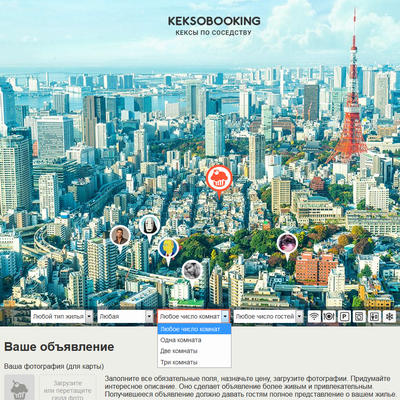 KEKSOBOOKING
КЕКСЫ ПО СОСЕДСТВУ
Любой тип жилья Любая Любое число комнат Любое число гостей
Любое число комнат
Одна комната
Две комнаты
Три комнаты
Ваше объявление
Ваша фотография (для карты)
Загрузите
или перетащите
сюда фото
Заполните все обязательные поля, назначьте цену, загрузите фотографии. Придумайте
интересное описание. Оно сделает объявление более живым и привлекательным.
Получившееся объявление должно давать гостям полное представление о вашем жилье.